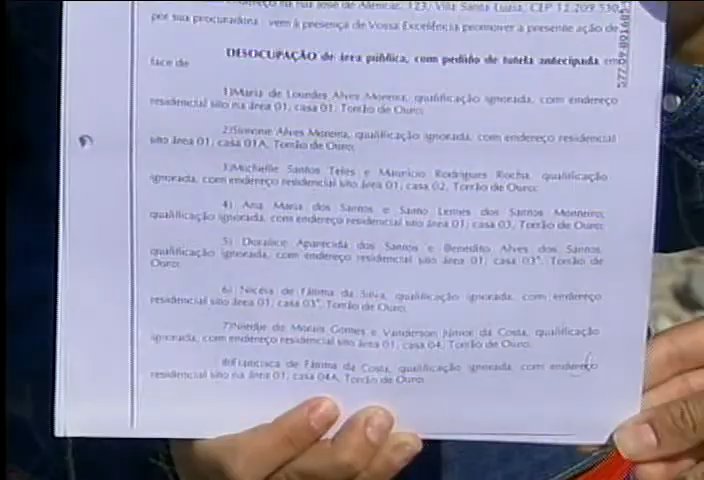 na rua José de Alencar, 123, Vila Santa Luzia, CEP 12.209.530
por sua procuradora vem à presença de Vossa Excelência promover a presente ação de
DESOCUPAÇÃO de área pública, com pedido de tutela antecipada em
face de
1)Maria de Lourdes Alves Moreira, qualificação ignorada, com endereço
residencial sito na área 01, casa 01, Torrão de Ouro;
2)Simone Alves Moreira, qualificação ignorada, com endereço residencial
sito área 01, casa 01A, Torrão de Ouro;
3)Michelle Santos Teles e Maurício Rodrigues Rocha, qualificação
ignorada, com endereço residencial sito área 01, casa 02, Torrão de Ouro;
4) Ana Maria dos Santos e Santo Lemes dos Santos Monteiro,
qualificação ignorada, com endereço residencial sito área 01, casa 03, Torrão de Ouro;
5) Doralice Aparecida dos Santos e Benedito Alves dos Santos,
qualificação ignorada, com endereço residencial sito área 01, casa 03", Torrão de
Ouro;
6) Nicéia de Fátima da Silva, qualificação ignorada, com endereço
residencial sito área 01, casa 03", Torrão de Ouro;
7)Niedje de Morais Gomes e Vanderson Júnior da Costa, qualificação
ignorada, com endereço residencial sito área 01, casa 04, Torrão de Ouro;
8)Francisca de Fátima da Costa, qualificação ignorada, com endereço
residencial sito na área 01, casa 04A, Torrão de Ouro;